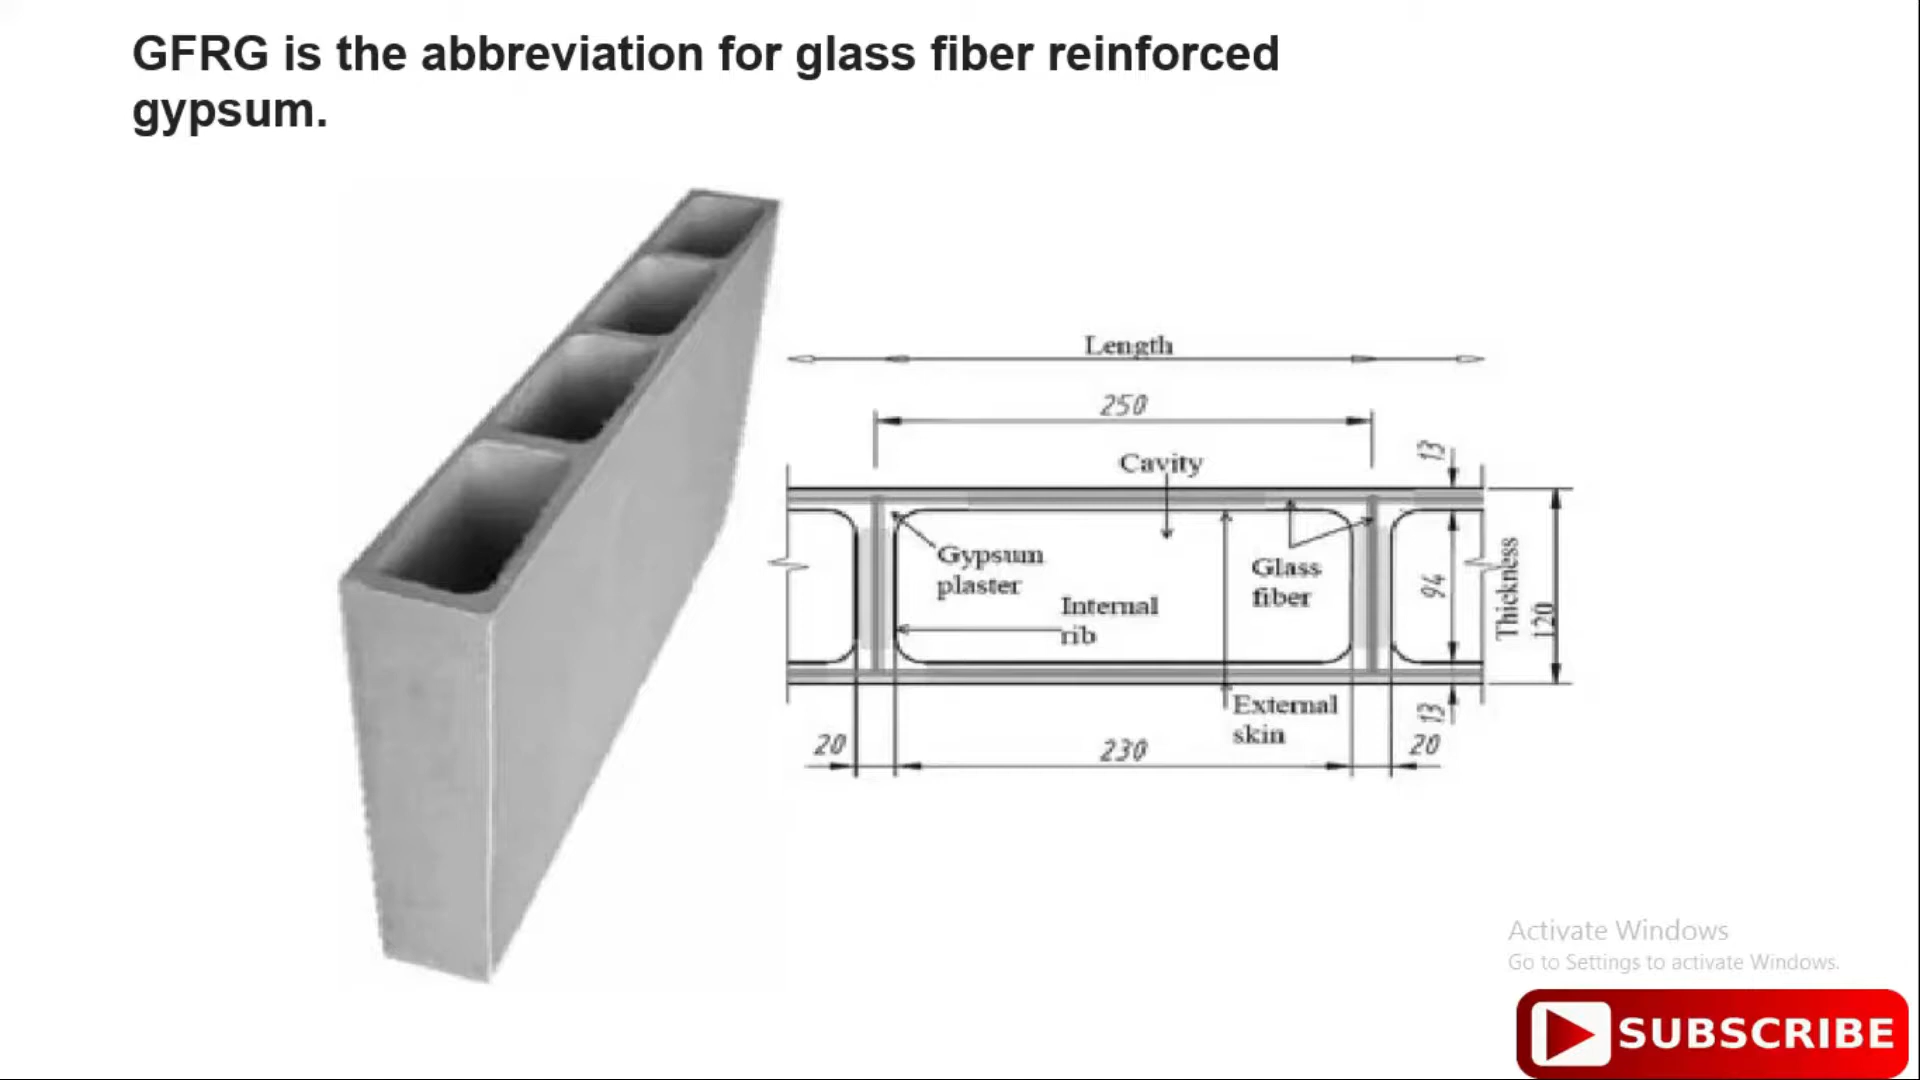 GFRG is the abbreviation for glass fiber reinforced
gypsum.
Length
250
13
Cavity
Gypsum
plaster
Internal
rib
Glass
fiber
94
Thickness
120
External
skin
13
20
230
20
Activate Windows
Go to Settings to activate Windows.
SUBSCRIBE